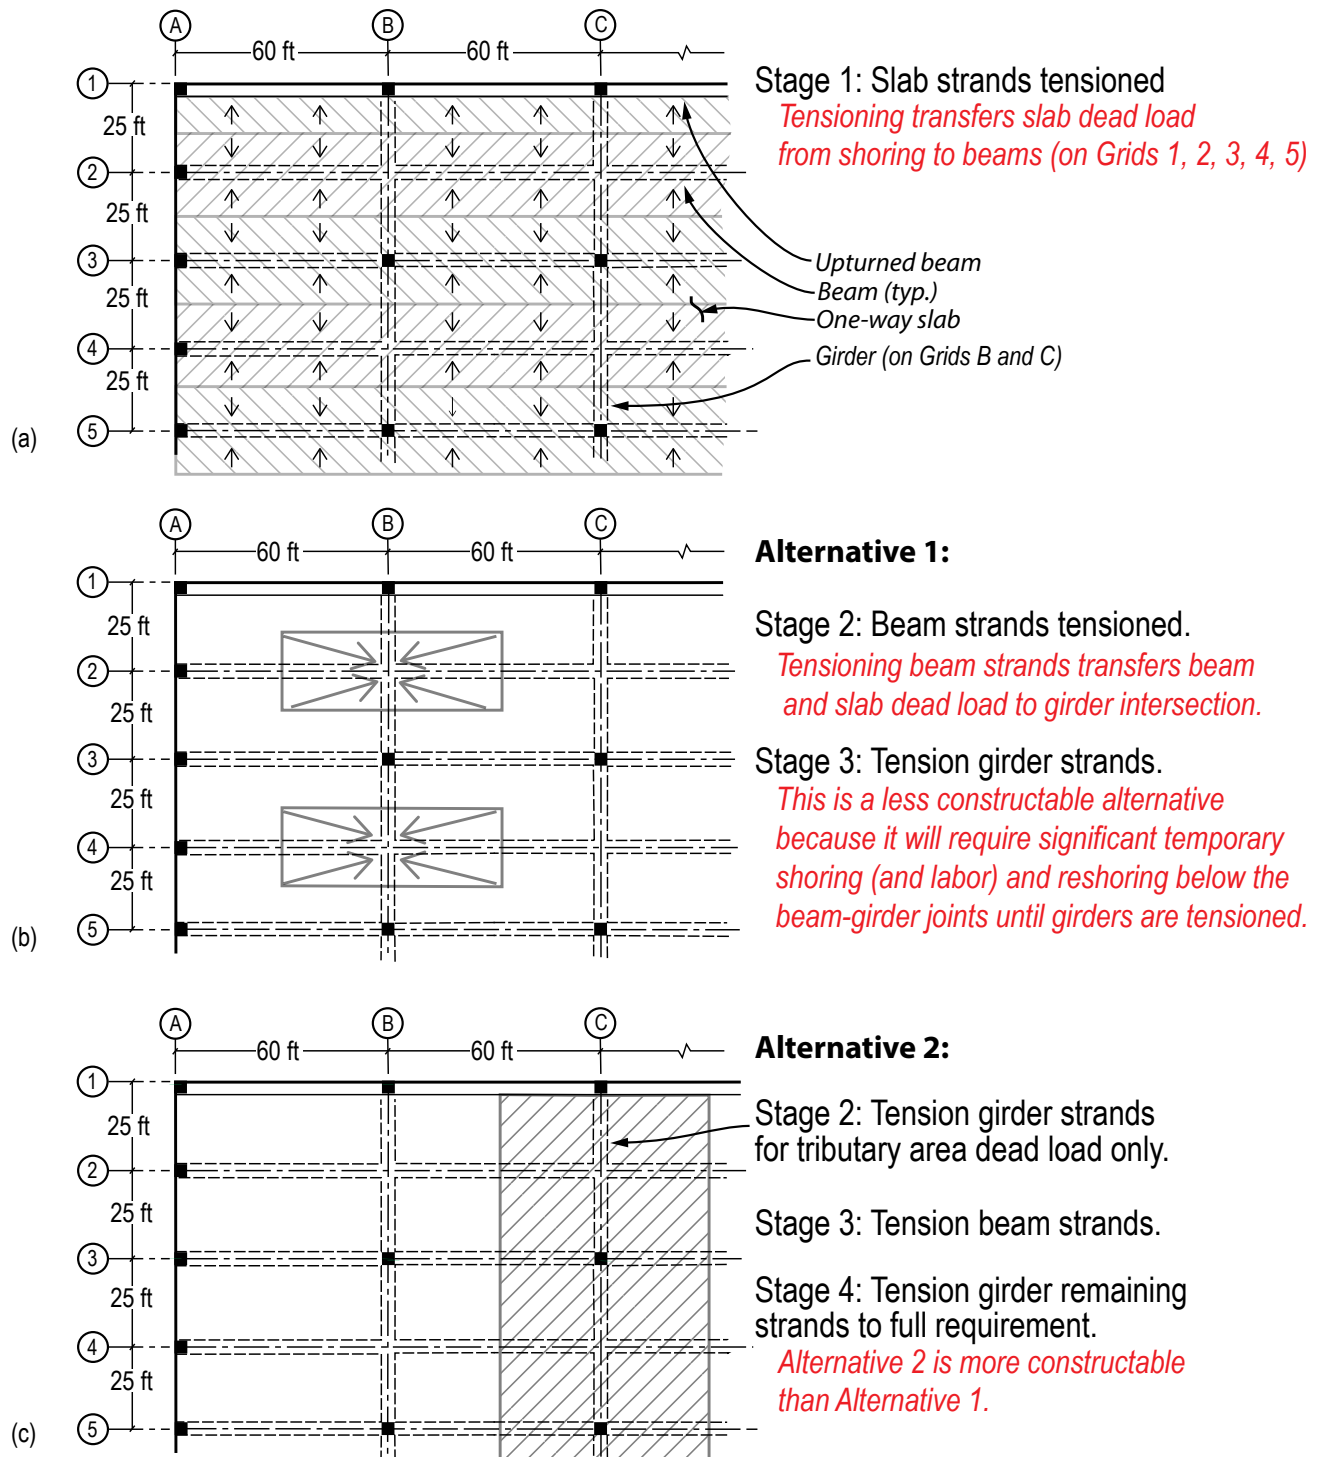 A B C
60 ft 60 ft
1
25 ft
2
25 ft
3
25 ft
4
25 ft
5
(a)
Stage 1: Slab strands tensioned
Tensioning transfers slab dead load
from shoring to beams (on Grids 1, 2, 3, 4, 5)
Upturned beam
Beam (typ.)
One-way slab
Girder (on Grids B and C)
A B C
60 ft 60 ft
1
25 ft
2
25 ft
3
25 ft
4
25 ft
5
(b)
Alternative 1:
Stage 2: Beam strands tensioned.
Tensioning beam strands transfers beam
and slab dead load to girder intersection.
Stage 3: Tension girder strands.
This is a less constructable alternative
because it will require significant temporary
shoring (and labor) and reshoring below the
beam-girder joints until girders are tensioned.
A B C
60 ft 60 ft
1
25 ft
2
25 ft
3
25 ft
4
25 ft
5
(c)
Alternative 2:
Stage 2: Tension girder strands
for tributary area dead load only.
Stage 3: Tension beam strands.
Stage 4: Tension girder remaining
strands to full requirement.
Alternative 2 is more constructable
than Alternative 1.